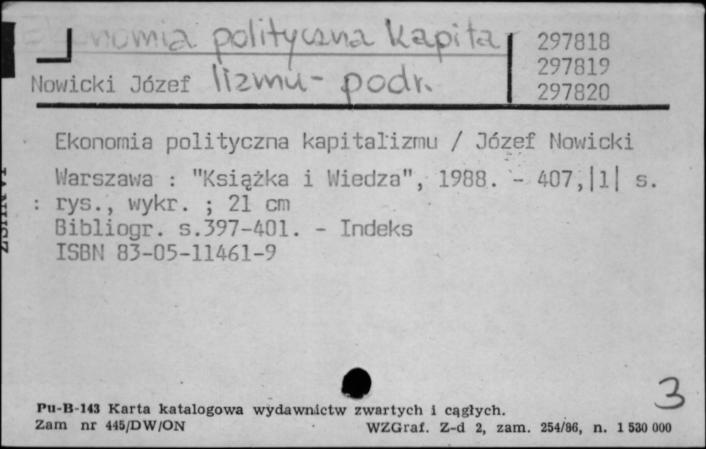 Ekonomia polityczna kapita
297818
297819
Nowicki Józef lizmu - podr.
297820
Ekonomia polityczna kapitalizmu / Józef Nowicki
Warszawa : "Książka i Wiedza", 1988. - 407,|1| s.
: rys., wykr. ; 21 cm
Bibliogr. s.397-401. - Indeks
ISBN 83-05-11461-9
3
Pu-B-143 Karta katalogowa wydawnictw zwartych i ciągłych.
Zam nr 445/DW/ON WZGraf. Z-d 2, zam. 254/86, n. 1 530 000